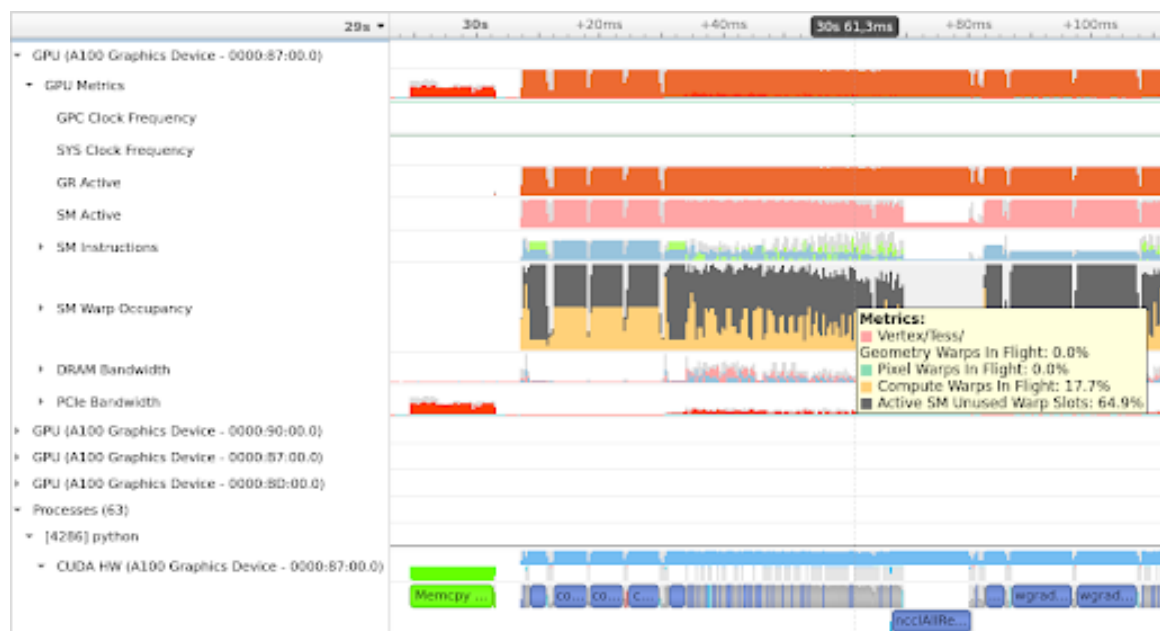 29s 30s +20ms +40ms 30s 61,3ms +80ms +100ms
GPU (A100 Graphics Device - 0000:87:00.0)
GPU Metrics
GPC Clock Frequency
SYS Clock Frequency
GR Active
SM Active
SM Instructions
SM Warp Occupancy
Metrics:
Vertex/Tess/
Geometry Warps In Flight: 0.0%
Pixel Warps In Flight: 0.0%
Compute Warps In Flight: 17.7%
Active SM Unused Warp Slots: 64.9%
DRAM Bandwidth
PCIe Bandwidth
GPU (A100 Graphics Device - 0000:90:00.0)
GPU (A100 Graphics Device - 0000:B7:00.0)
GPU (A100 Graphics Device - 0000:BD:00.0)
Processes (63)
[4286] python
CUDA HW (A100 Graphics Device - 0000:87:00.0)
Memcpy ... co... co... c... ... wgrad... wgrad...
ncclAllRe...